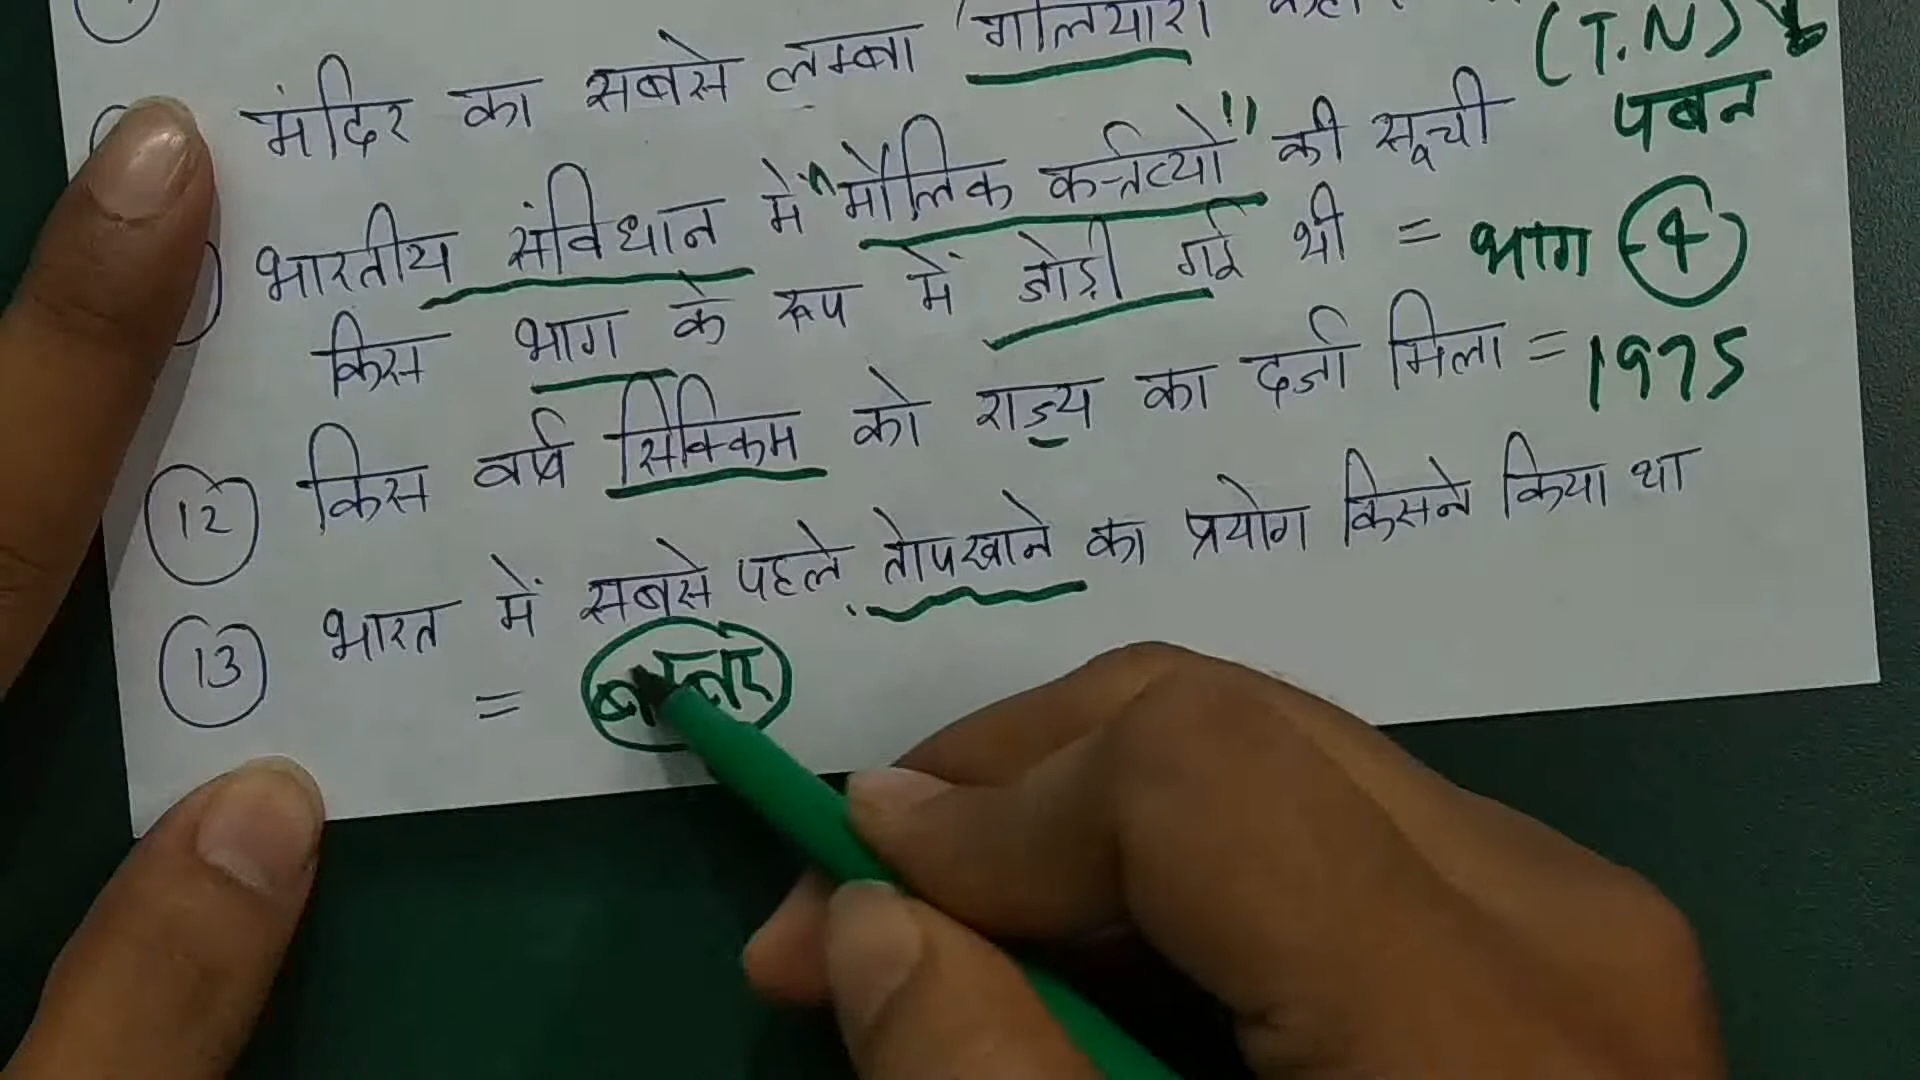 मंदिर का सबसे लम्बा गलियारा
(T.N)
पबन
भारतीय संविधान में "मौलिक कर्त्तव्यों" की सूची
किस भाग के रूप में जोड़ी गई थी = भाग 4
12 किस वर्ष सिक्किम को राज्य का दर्जा मिला = 1975
13 भारत में सबसे पहले तोपखाने का प्रयोग किसने किया था
=